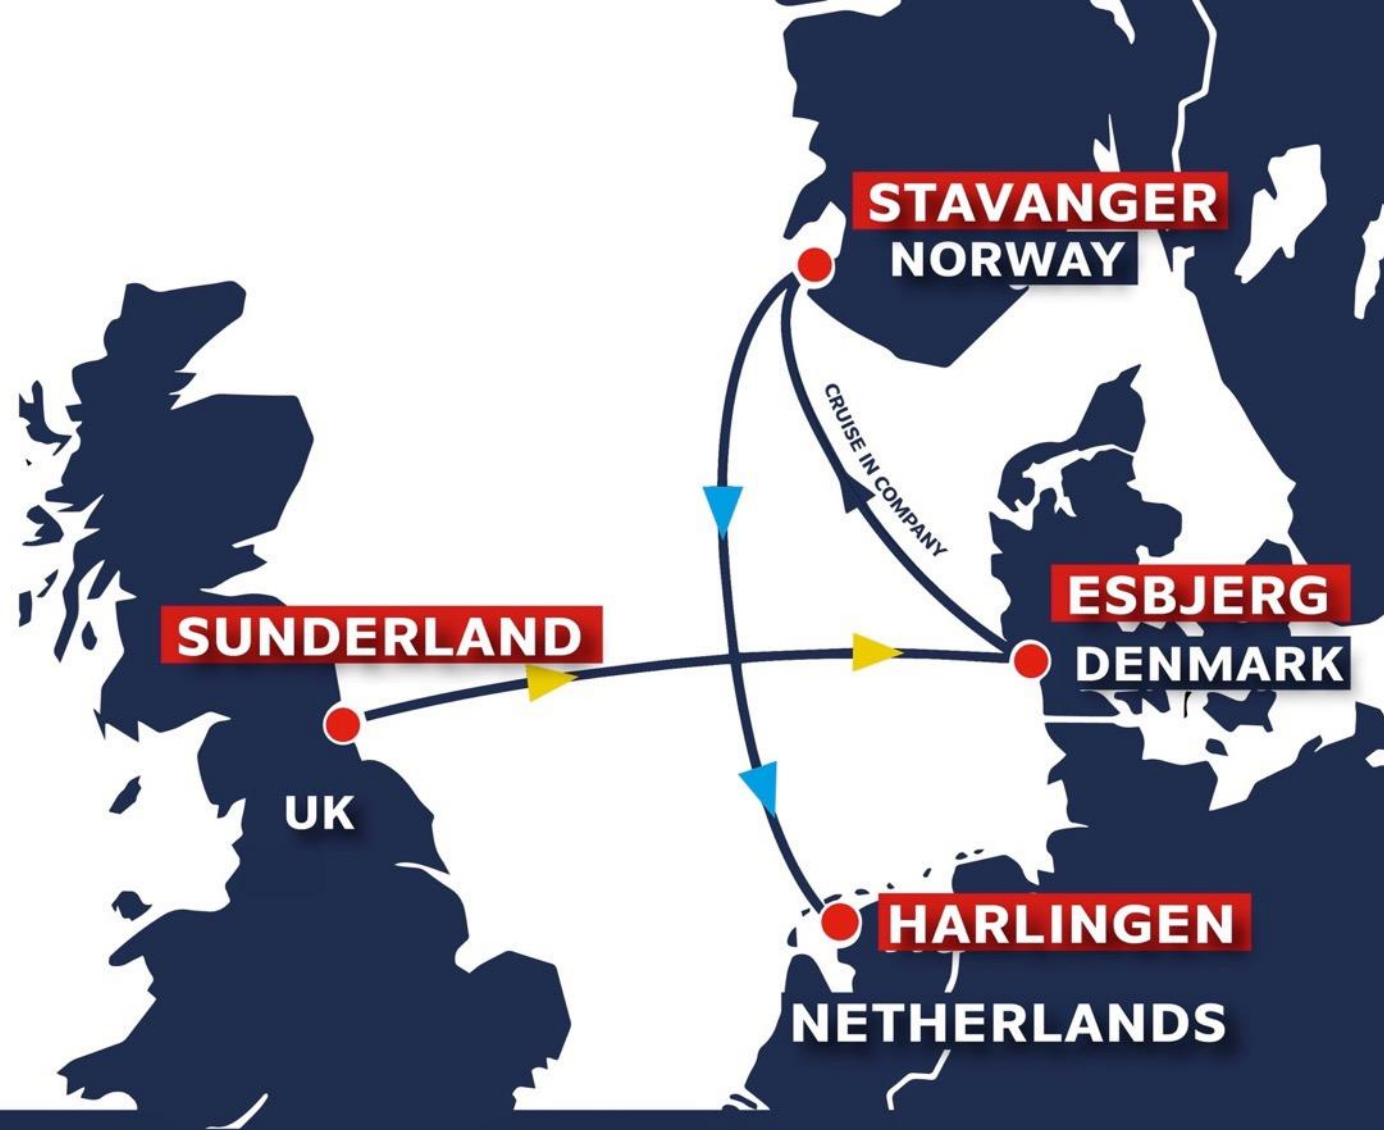 STAVANGER
NORWAY
CRUISE IN COMPANY
ESBJERG
DENMARK
SUNDERLAND
UK
HARLINGEN
NETHERLANDS